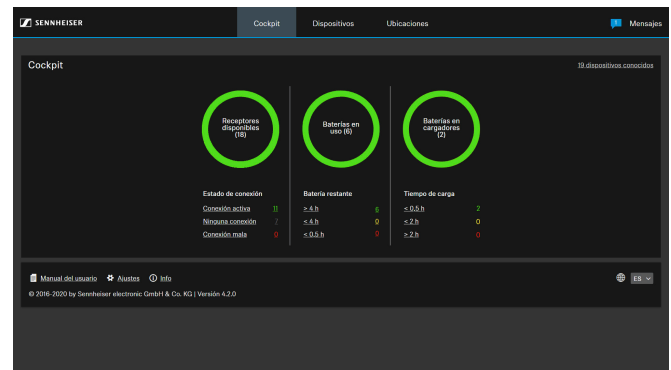 SENNHEISER
Cockpit Dispositivos Ubicaciones
Mensajes
Cockpit
19 dispositivos conocidos
Receptores
disponibles
(18)
Baterías en
uso (6)
Baterías en
cargadores
(2)
Estado de conexión
Conexión activa 11
Ninguna conexión 7
Conexión mala 0
Batería restante
> 4 h 6
< 4 h 0
< 0,5 h 0
Tiempo de carga
< 0,5 h 2
< 2 h 0
> 2 h 0
Manual del usuario Ajustes Info
ES
© 2016-2020 by Sennheiser electronic GmbH & Co. KG | Versión 4.2.0